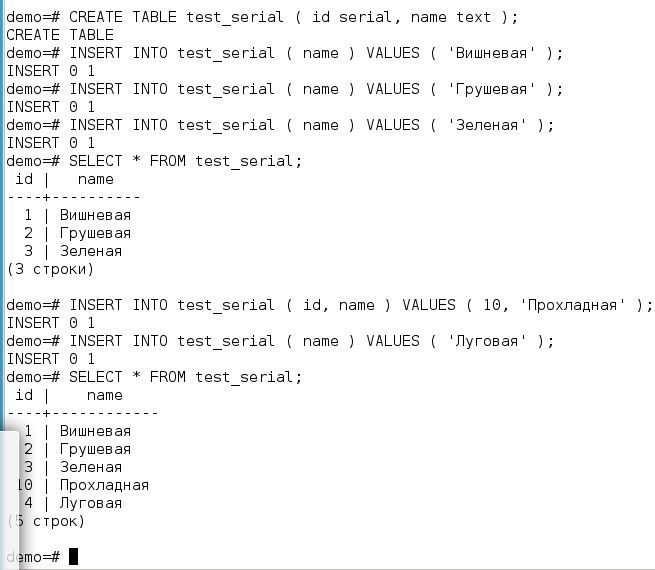 demo=# CREATE TABLE test_serial ( id serial, name text );
CREATE TABLE
demo=# INSERT INTO test_serial ( name ) VALUES ( 'Вишневая' );
INSERT 0 1
demo=# INSERT INTO test_serial ( name ) VALUES ( 'Грушевая' );
INSERT 0 1
demo=# INSERT INTO test_serial ( name ) VALUES ( 'Зеленая' );
INSERT 0 1
demo=# SELECT * FROM test_serial;
 id |   name
----+----------
  1 | Вишневая
  2 | Грушевая
  3 | Зеленая
(3 строки)

demo=# INSERT INTO test_serial ( id, name ) VALUES ( 10, 'Прохладная' );
INSERT 0 1
demo=# INSERT INTO test_serial ( name ) VALUES ( 'Луговая' );
INSERT 0 1
demo=# SELECT * FROM test_serial;
 id |    name
----+------------
  1 | Вишневая
  2 | Грушевая
  3 | Зеленая
 10 | Прохладная
  4 | Луговая
(5 строк)

demo=#